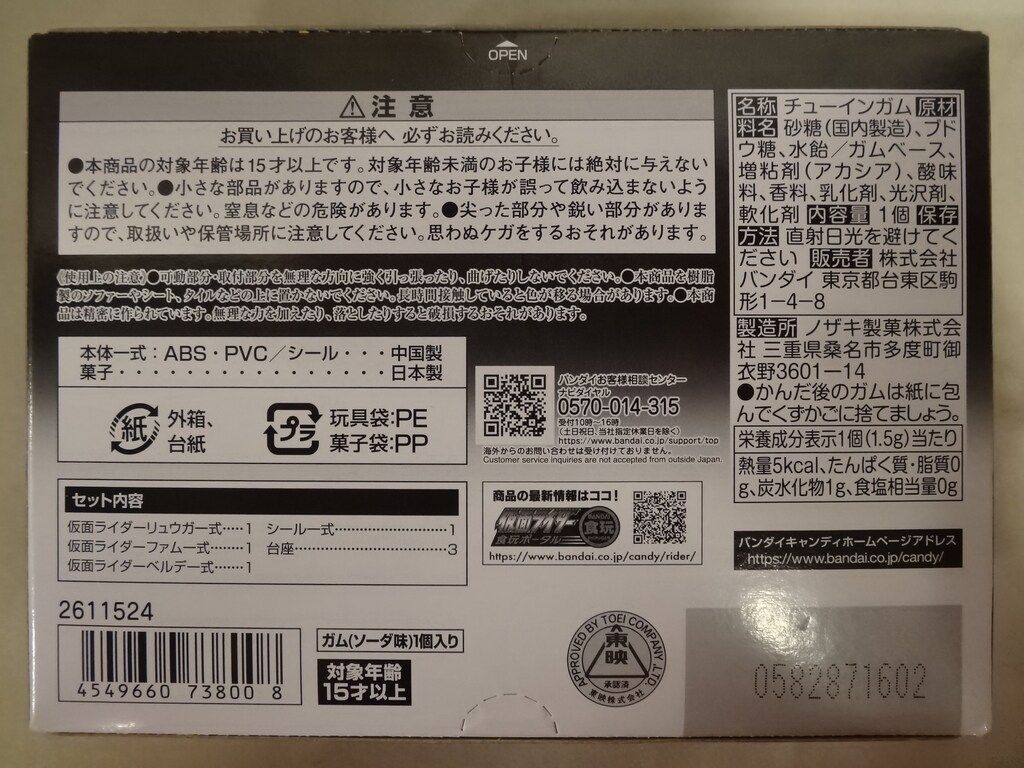 OPEN
⚠注意
お買い上げのお客様へ 必ずお読みください。
●本商品の対象年齢は15才以上です。対象年齢未満のお子様には絶対に与えない
でください。●小さな部品がありますので、小さなお子様が誤って飲み込まないよう
に注意してください。窒息などの危険があります。●尖った部分や鋭い部分がありま
すので、取扱いや保管場所に注意してください。思わぬケガをするおそれがあります。
《使用上の注意》●可動部分・取付部分を無理な方向に強く引っ張ったり、曲げたりしないでください。●本商品を樹脂
製のソファーやシート、タイルなどの上に置かないでください。長時間接触していると色が移る場合があります。●本商
品は精密に作られています。無理な力を加えたり、落としたりすると破損するおそれがあります。
本体一式：ABS・PVC／シール・・・中国製
菓子・・・・・・・・・・・・・・・・・日本製
紙
外箱、
台紙
プラ
玩具袋:PE
菓子袋:PP
セット内容
仮面ライダーリュウガ一式……1
仮面ライダーファム一式………1
仮面ライダーベルデ一式………1
シール一式……………………1
台座……………………………3
2611524
4549660 73800 8
ガム(ソーダ味)1個入り
対象年齢
15才以上
バンダイお客様相談センター
ナビダイヤル
0570-014-315
受付10時～16時
(土日祝日、当社指定休業日を除く)
https://www.bandai.co.jp/support/top
海外からのお問い合わせは受け付けておりません。
Customer service inquiries are not accepted from outside Japan.
商品の最新情報はココ！
仮面ライダー
食玩
食玩ポータル
https://www.bandai.co.jp/candy/rider/
APPROVED BY TOEI COMPANY, LTD.
東映
承認済
東映株式会社
名称 チューインガム 原材
料名 砂糖(国内製造)、ブド
ウ糖、水飴／ガムベース、
増粘剤(アカシア)、酸味
料、香料、乳化剤、光沢剤、
軟化剤 内容量 1個 保存
方法 直射日光を避けてく
ださい 販売者 株式会社
バンダイ 東京都台東区駒
形1－4－8
製造所 ノザキ製菓株式会
社 三重県桑名市多度町御
衣野3601－14
●かんだ後のガムは紙に包
んでくずかごに捨てましょう。
栄養成分表示1個(1.5g)当たり
熱量5kcal、たんぱく質・脂質0
g、炭水化物1g、食塩相当量0g
バンダイキャンディホームページアドレス
https://www.bandai.co.jp/candy/
0582871602